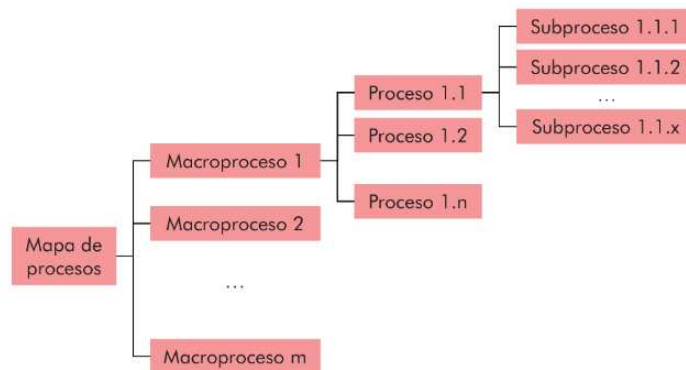 Mapa de
procesos
Macroproceso 1
Macroproceso 2
...
Macroproceso m
Proceso 1.1
Proceso 1.2
Proceso 1.n
Subproceso 1.1.1
Subproceso 1.1.2
...
Subproceso 1.1.x